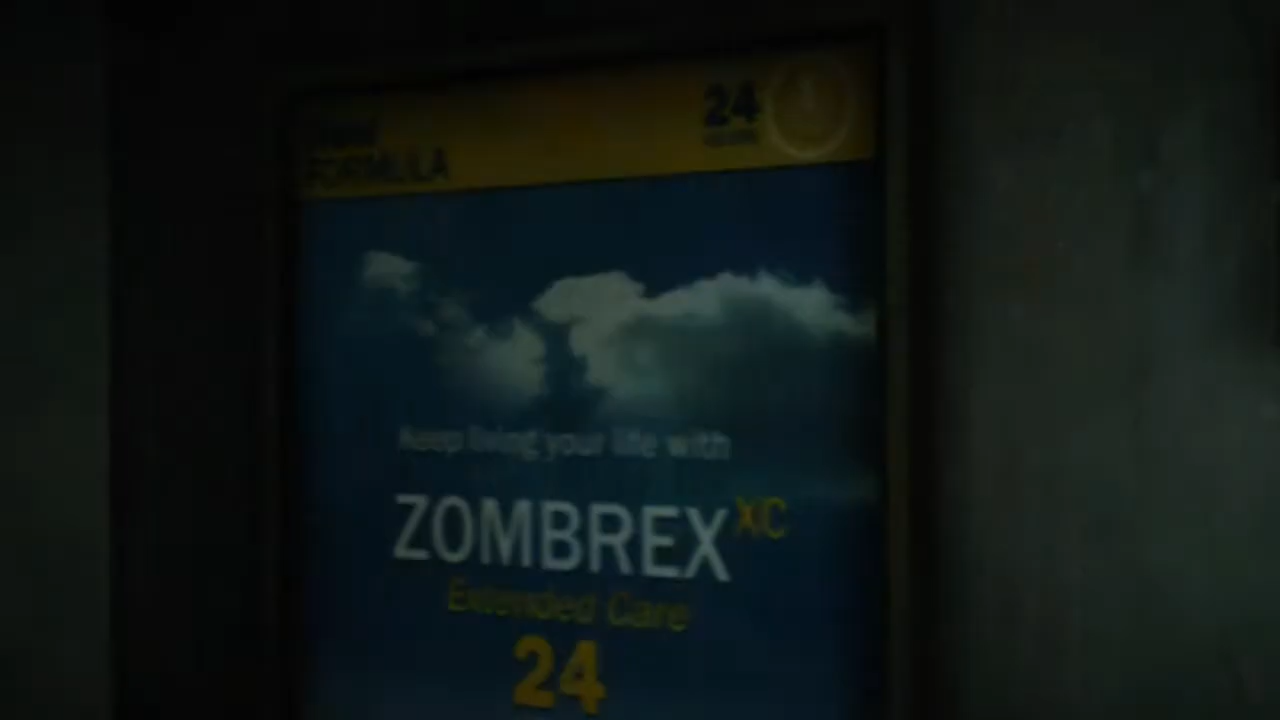 FORMULA
24
Keep living your life with
ZOMBREX XC
Extended Care
24